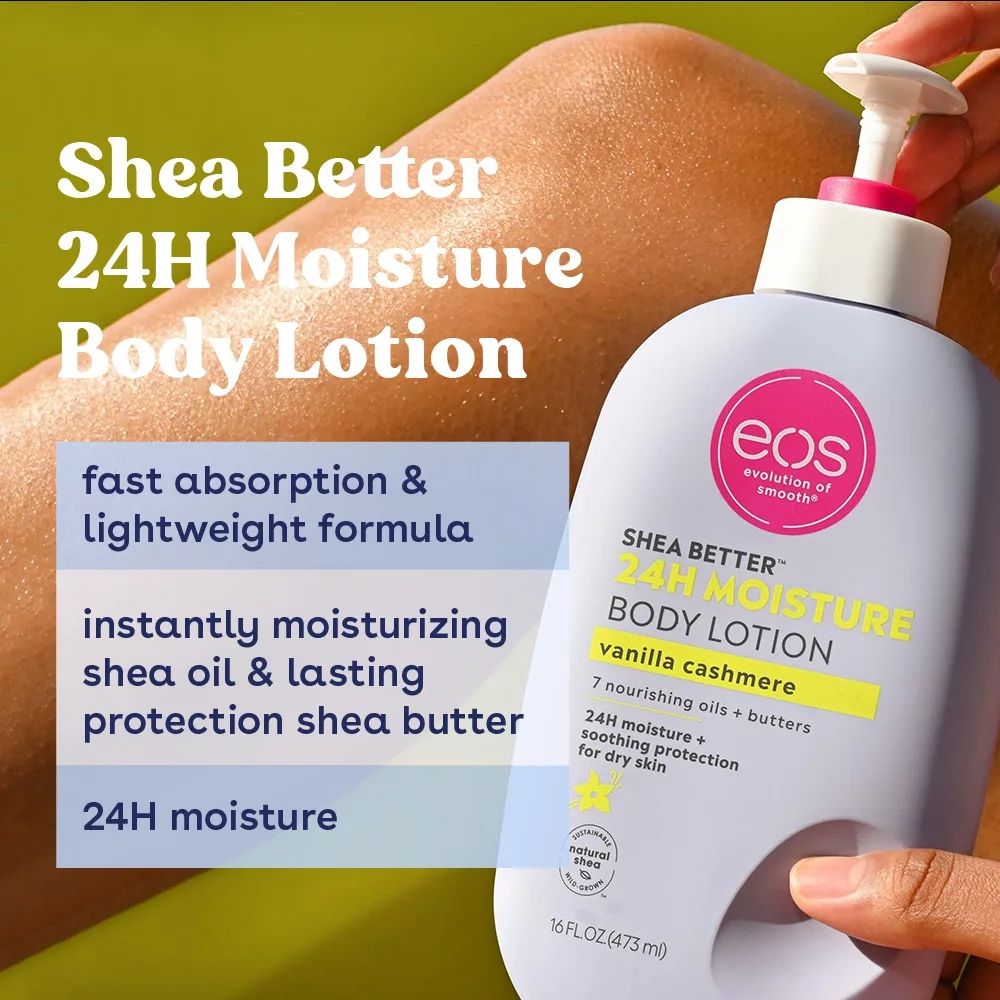 Shea Better
24H Moisture
Body Lotion
fast absorption &
lightweight formula
instantly moisturizing
shea oil & lasting
protection shea butter
24H moisture
eos
evolution of
smooth®
SHEA BETTER™
24H MOISTURE
BODY LOTION
vanilla cashmere
7 nourishing oils + butters
24H moisture +
soothing protection
for dry skin
SUSTAINABLE
natural
shea
WILD-GROWN™
16 FL.OZ.(473 ml)